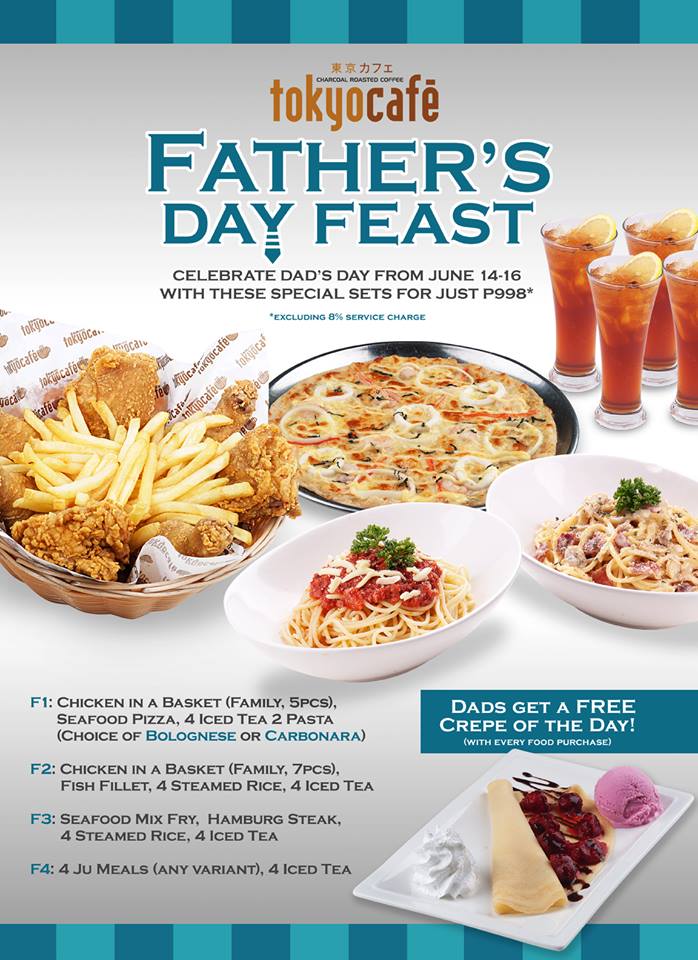 東京カフェ
CHARCOAL ROASTED COFFEE
tokyocafē
FATHER'S
DAY FEAST
CELEBRATE DAD'S DAY FROM JUNE 14-16
WITH THESE SPECIAL SETS FOR JUST P998*
*EXCLUDING 8% SERVICE CHARGE
tokyocafē
F1: CHICKEN IN A BASKET (FAMILY, 5PCS),
SEAFOOD PIZZA, 4 ICED TEA 2 PASTA
(CHOICE OF BOLOGNESE OR CARBONARA)
F2: CHICKEN IN A BASKET (FAMILY, 7PCS),
FISH FILLET, 4 STEAMED RICE, 4 ICED TEA
F3: SEAFOOD MIX FRY, HAMBURG STEAK,
4 STEAMED RICE, 4 ICED TEA
F4: 4 JU MEALS (ANY VARIANT), 4 ICED TEA
DADS GET A FREE
CREPE OF THE DAY!
(WITH EVERY FOOD PURCHASE)